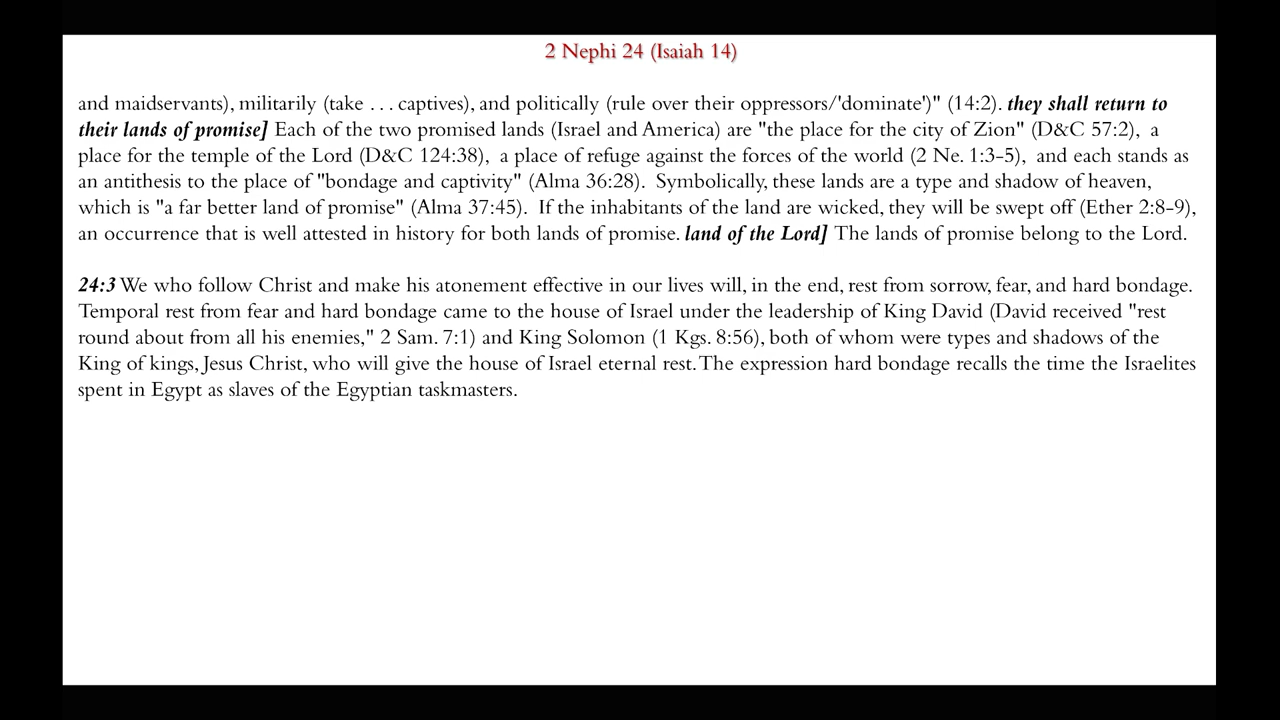 2 Nephi 24 (Isaiah 14)
and maidservants), militarily (take . . . captives), and politically (rule over their oppressors/'dominate')" (14:2). they shall return to
their lands of promise] Each of the two promised lands (Israel and America) are "the place for the city of Zion" (D&C 57:2), a
place for the temple of the Lord (D&C 124:38), a place of refuge against the forces of the world (2 Ne. 1:3-5), and each stands as
an antithesis to the place of "bondage and captivity" (Alma 36:28). Symbolically, these lands are a type and shadow of heaven,
which is "a far better land of promise" (Alma 37:45). If the inhabitants of the land are wicked, they will be swept off (Ether 2:8-9),
an occurrence that is well attested in history for both lands of promise. land of the Lord] The lands of promise belong to the Lord.
24:3 We who follow Christ and make his atonement effective in our lives will, in the end, rest from sorrow, fear, and hard bondage.
Temporal rest from fear and hard bondage came to the house of Israel under the leadership of King David (David received "rest
round about from all his enemies," 2 Sam. 7:1) and King Solomon (1 Kgs. 8:56), both of whom were types and shadows of the
King of kings, Jesus Christ, who will give the house of Israel eternal rest. The expression hard bondage recalls the time the Israelites
spent in Egypt as slaves of the Egyptian taskmasters.